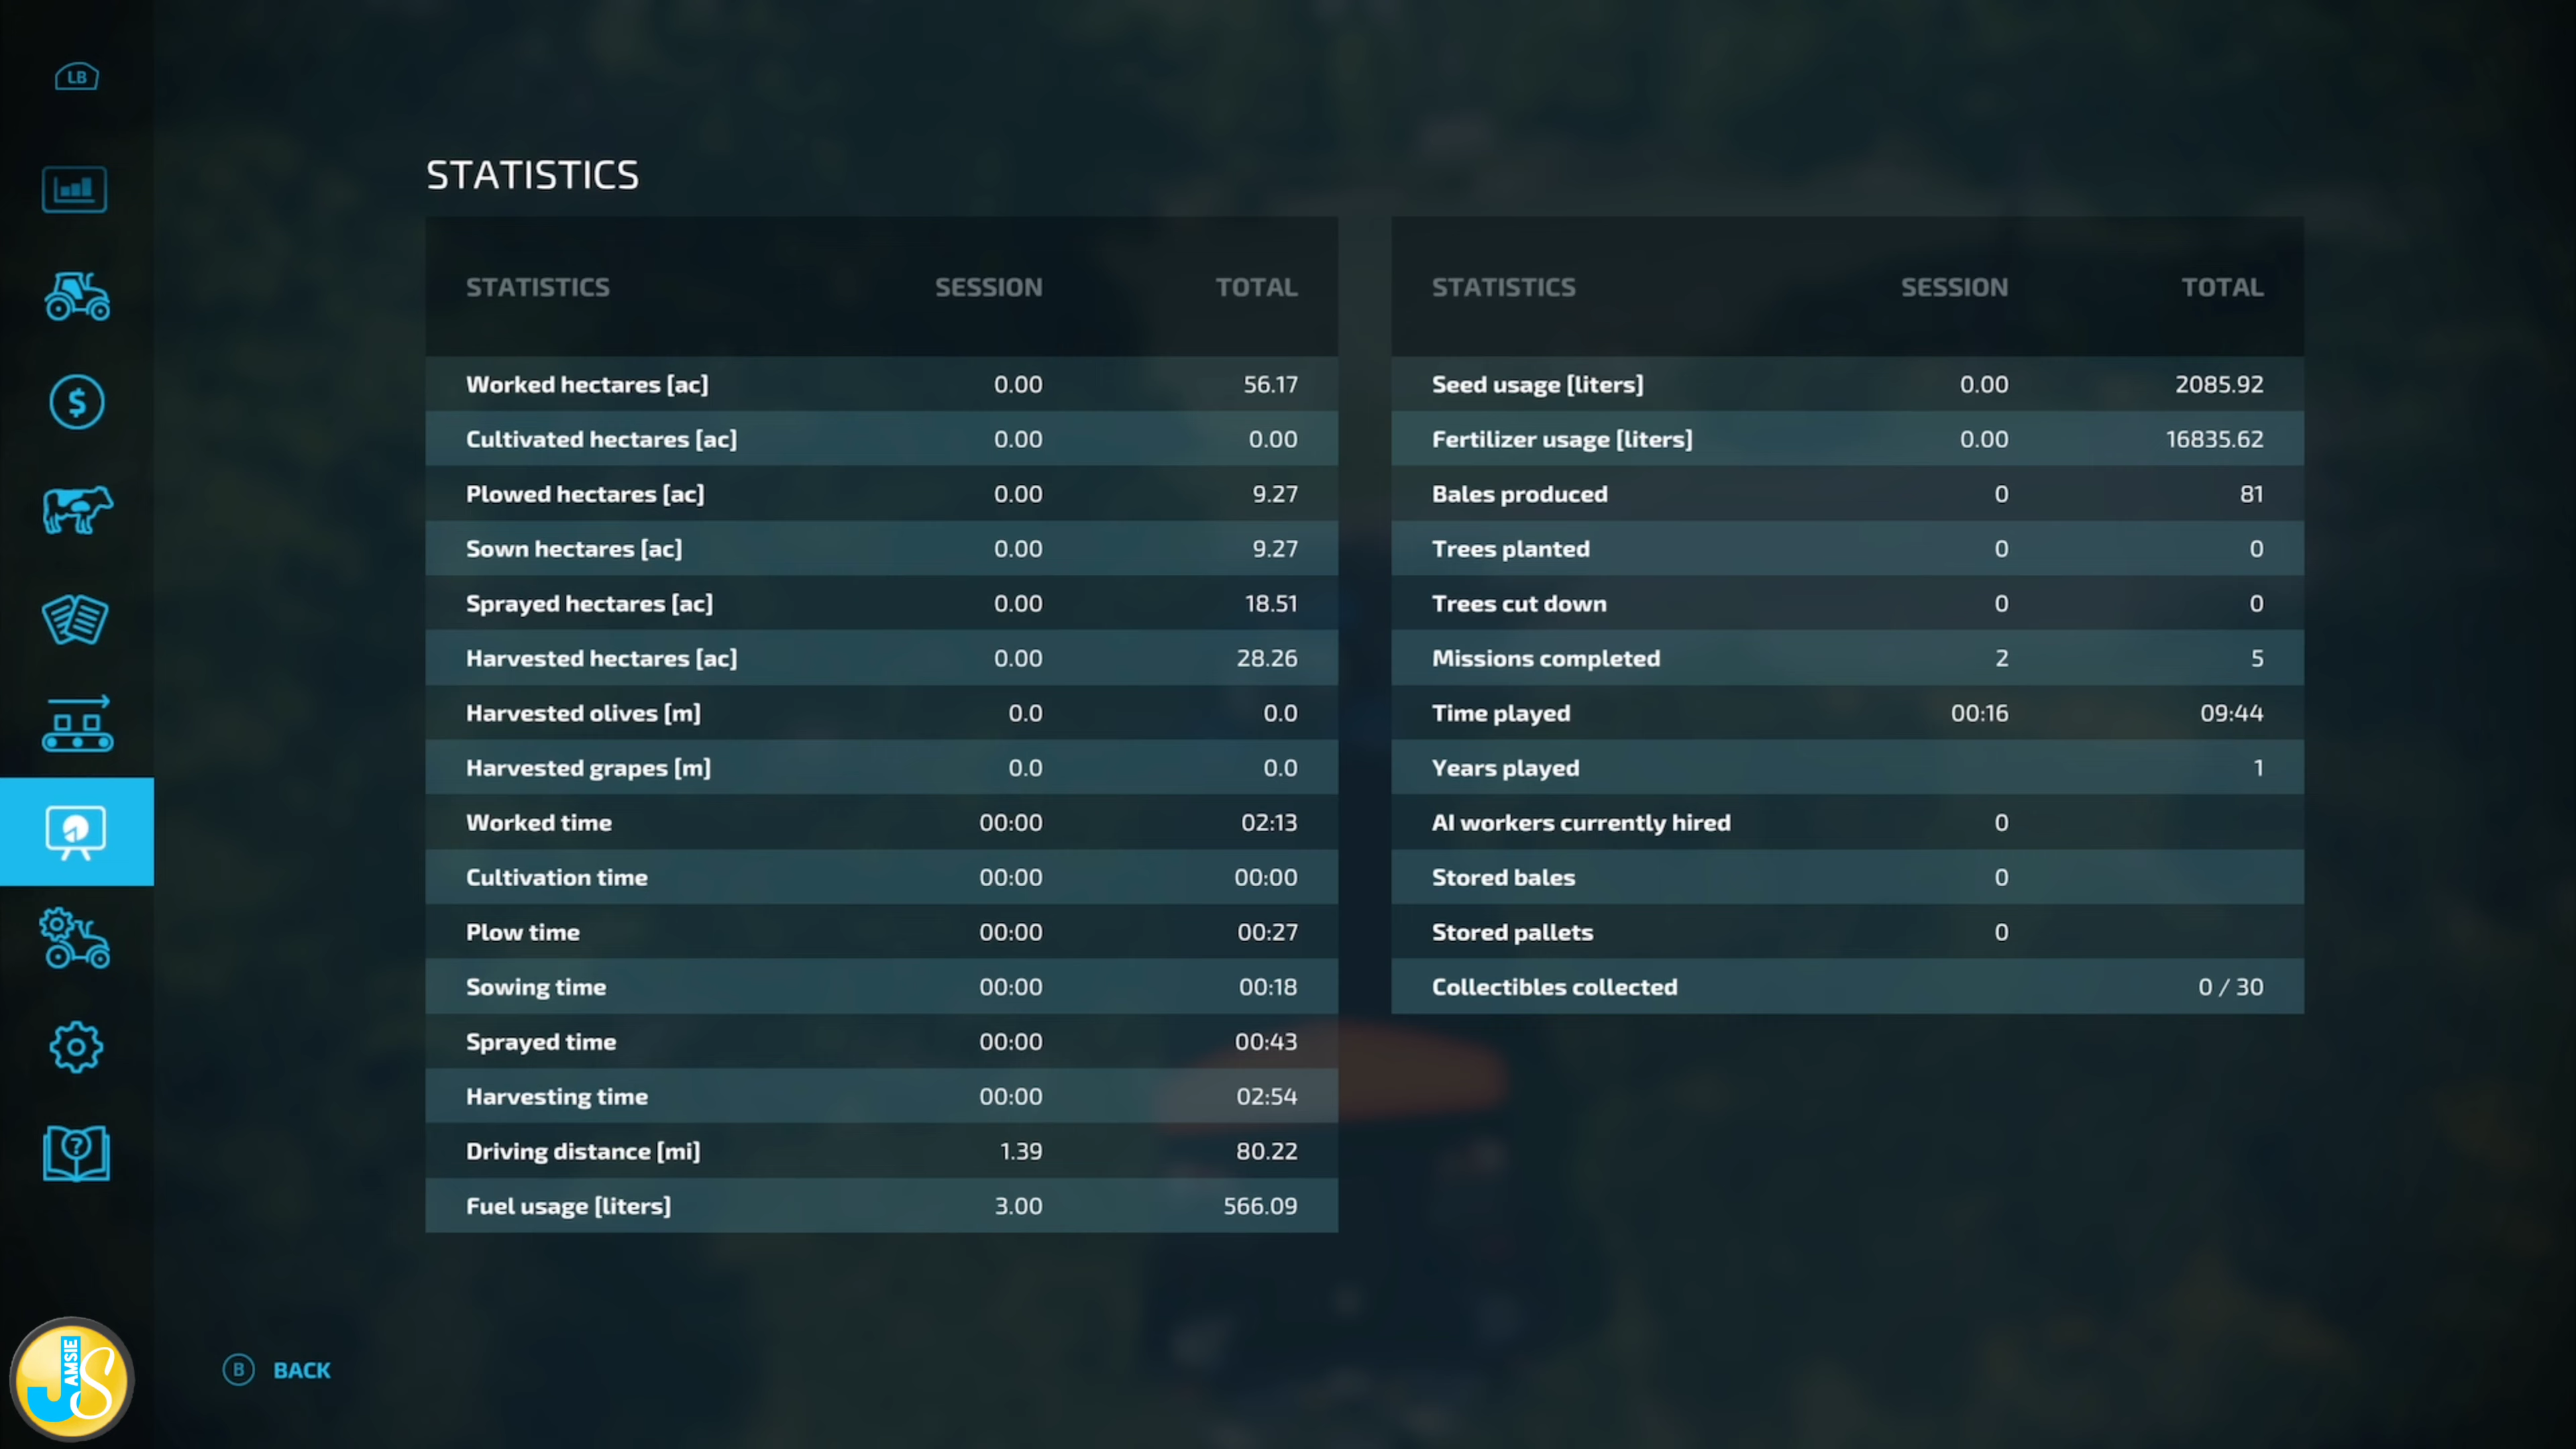 LB
STATISTICS
STATISTICS SESSION TOTAL
Worked hectares [ac] 0.00 56.17
Cultivated hectares [ac] 0.00 0.00
Plowed hectares [ac] 0.00 9.27
Sown hectares [ac] 0.00 9.27
Sprayed hectares [ac] 0.00 18.51
Harvested hectares [ac] 0.00 28.26
Harvested olives [m] 0.0 0.0
Harvested grapes [m] 0.0 0.0
Worked time 00:00 02:13
Cultivation time 00:00 00:00
Plow time 00:00 00:27
Sowing time 00:00 00:18
Sprayed time 00:00 00:43
Harvesting time 00:00 02:54
Driving distance [mi] 1.39 80.22
Fuel usage [liters] 3.00 566.09
STATISTICS SESSION TOTAL
Seed usage [liters] 0.00 2085.92
Fertilizer usage [liters] 0.00 16835.62
Bales produced 0 81
Trees planted 0 0
Trees cut down 0 0
Missions completed 2 5
Time played 00:16 09:44
Years played 1
AI workers currently hired 0
Stored bales 0
Stored pallets 0
Collectibles collected 0 / 30
$
?
JAMSIE S
B BACK